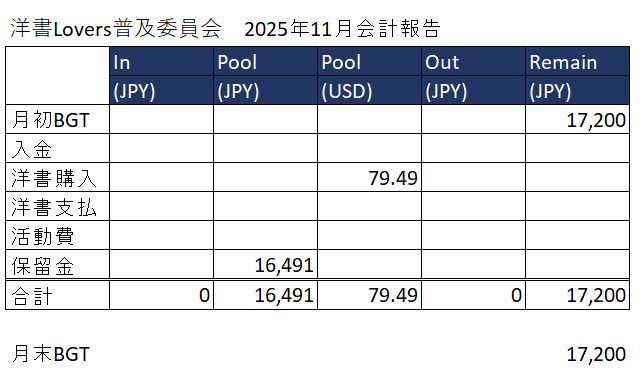 洋書Lovers普及委員会 2025年11月会計報告
In Pool Pool Out Remain
(JPY) (JPY) (USD) (JPY) (JPY)
月初BGT 17,200
入金
洋書購入 79.49
洋書支払
活動費
保留金 16,491
合計 0 16,491 79.49 0 17,200
月末BGT 17,200